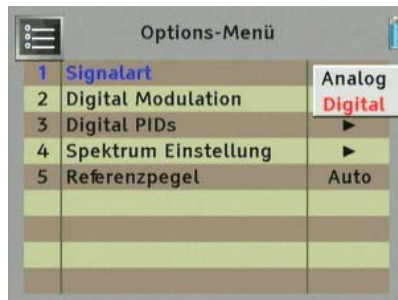 Options-Menü
1 Signalart Analog
Digital
2 Digital Modulation
3 Digital PIDs ►
4 Spektrum Einstellung ►
5 Referenzpegel Auto